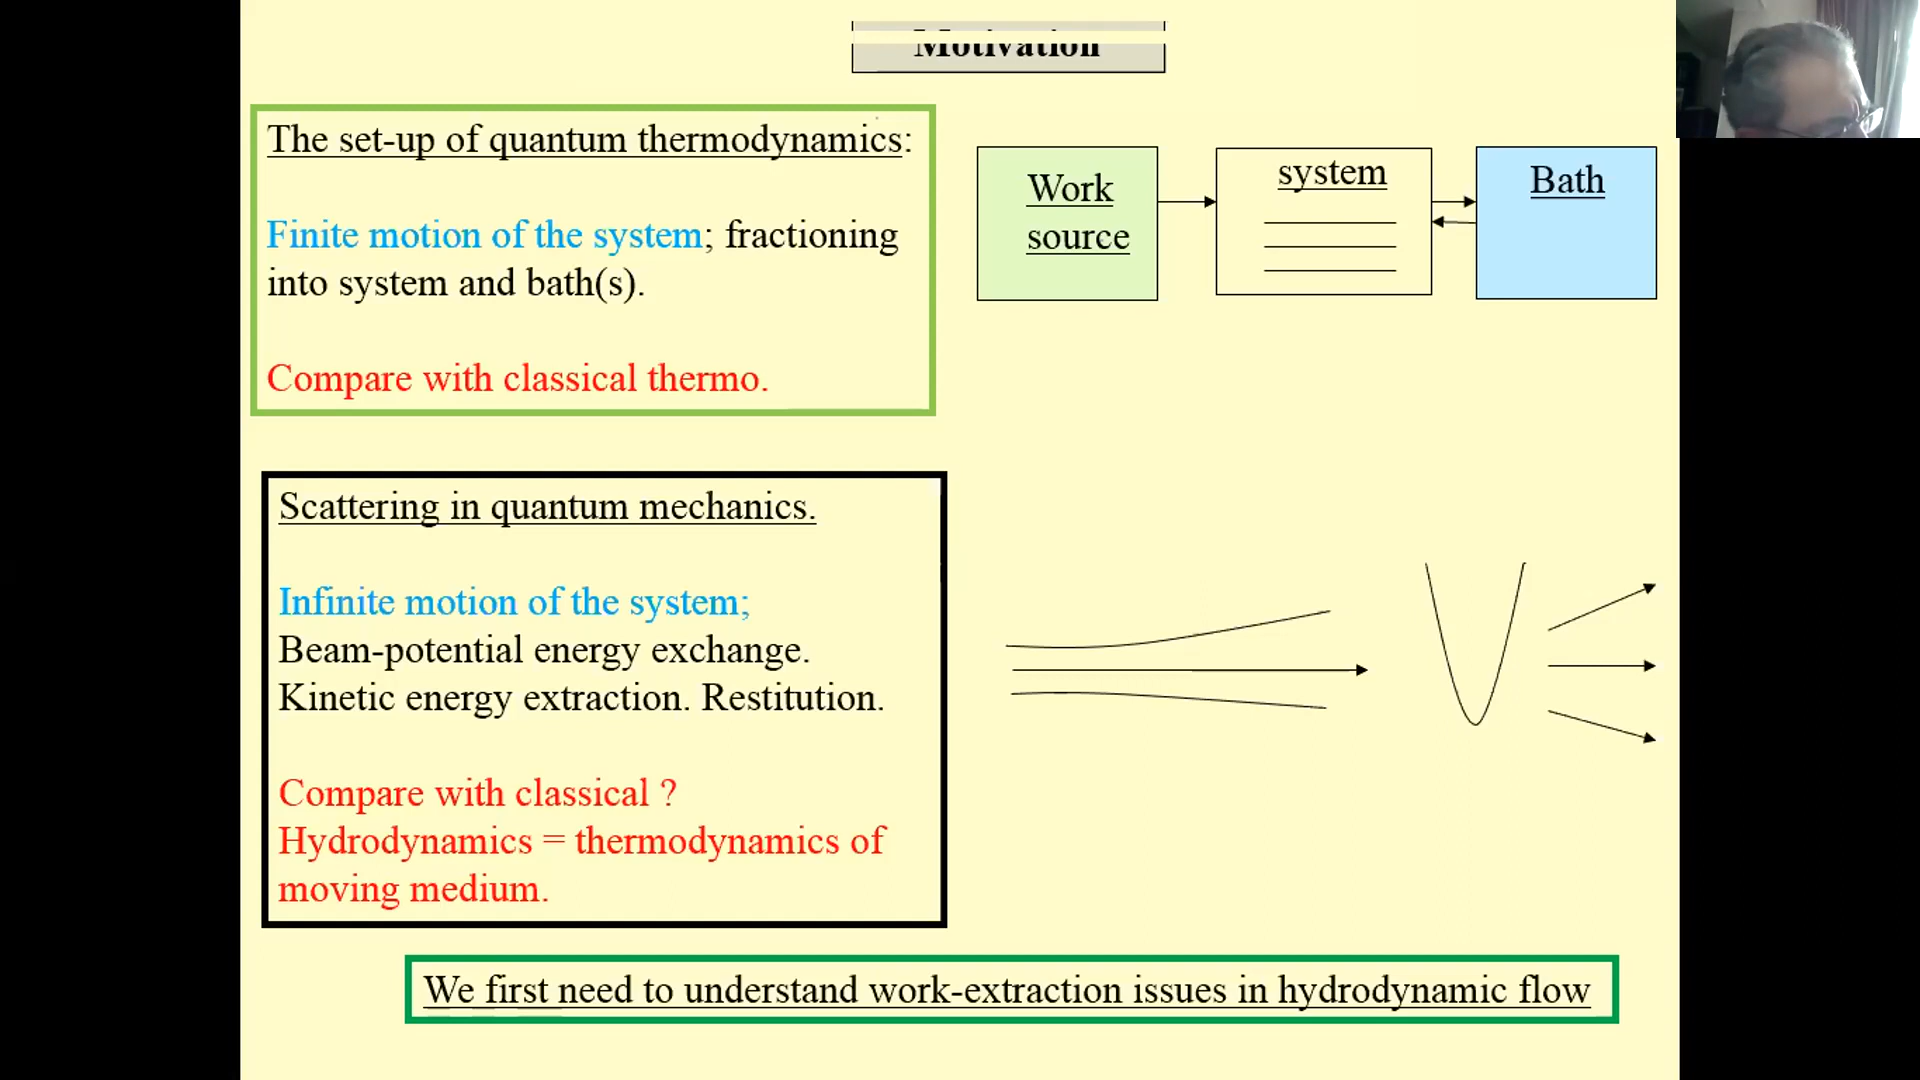 Motivation
The set-up of quantum thermodynamics:
Finite motion of the system; fractioning
into system and bath(s).
Compare with classical thermo.
Work
source
system
Bath
Scattering in quantum mechanics.
Infinite motion of the system;
Beam-potential energy exchange.
Kinetic energy extraction. Restitution.
Compare with classical ?
Hydrodynamics = thermodynamics of
moving medium.
We first need to understand work-extraction issues in hydrodynamic flow